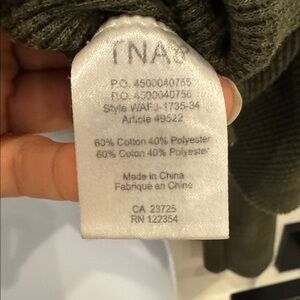 TNA
P.O. 4500040755
P.O. 4500040756
Style WAF3-1735-34
Article 49522
60% Cotton 40% Polyester
60% Coton 40% Polyester
Made in China
Fabriqué en Chine
CA 23725
RN 122354